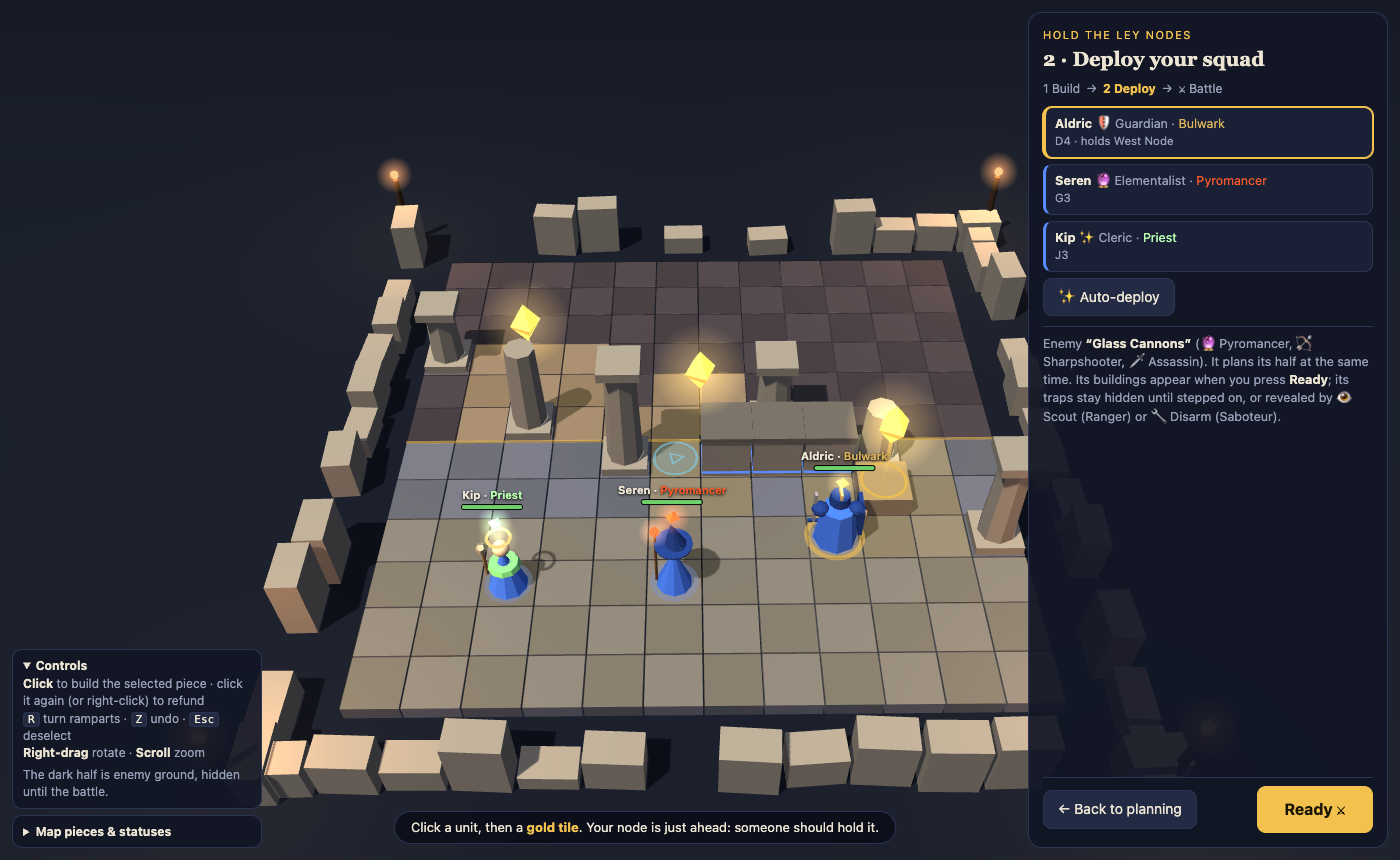 HOLD THE LEY NODES
2 · Deploy your squad
1 Build → 2 Deploy → ⚔ Battle
Aldric 🛡 Guardian · Bulwark
D4 · holds West Node
Seren 🔮 Elementalist · Pyromancer
G3
Kip ✨ Cleric · Priest
J3
✨ Auto-deploy
Enemy “Glass Cannons” (🔮 Pyromancer, 🏹
Sharpshooter, 🗡 Assassin). It plans its half at the same
time. Its buildings appear when you press Ready; its
traps stay hidden until stepped on, or revealed by 👁
Scout (Ranger) or 🔧 Disarm (Saboteur).
Aldric · Bulwark
Kip · Priest
Seren · Pyromancer
▼ Controls
Click to build the selected piece · click
it again (or right-click) to refund
R turn ramparts · Z undo · Esc
deselect
Right-drag rotate · Scroll zoom
The dark half is enemy ground, hidden
until the battle.
▶ Map pieces & statuses
Click a unit, then a gold tile. Your node is just ahead: someone should hold it.
← Back to planning
Ready ⚔